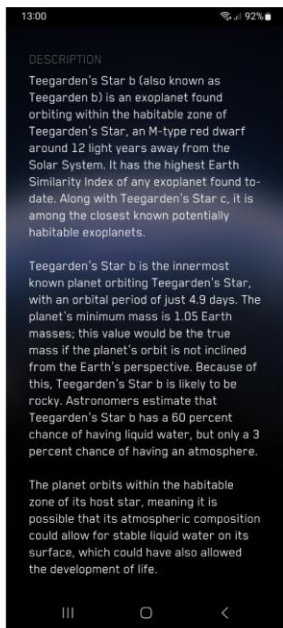 13:00
92%
DESCRIPTION
Teegarden's Star b (also known as
Teegarden b) is an exoplanet found
orbiting within the habitable zone of
Teegarden's Star, an M-type red dwarf
around 12 light years away from the
Solar System. It has the highest Earth
Similarity Index of any exoplanet found to-
date. Along with Teegarden's Star c, it is
among the closest known potentially
habitable exoplanets.
Teegarden's Star b is the innermost
known planet orbiting Teegarden's Star,
with an orbital period of just 4.9 days. The
planet's minimum mass is 1.05 Earth
masses; this value would be the true
mass if the planet's orbit is not inclined
from the Earth's perspective. Because of
this, Teegarden's Star b is likely to be
rocky. Astronomers estimate that
Teegarden's Star b has a 60 percent
chance of having liquid water, but only a 3
percent chance of having an atmosphere.
The planet orbits within the habitable
zone of its host star, meaning it is
possible that its atmospheric composition
could allow for stable liquid water on its
surface, which could have also allowed
the development of life.